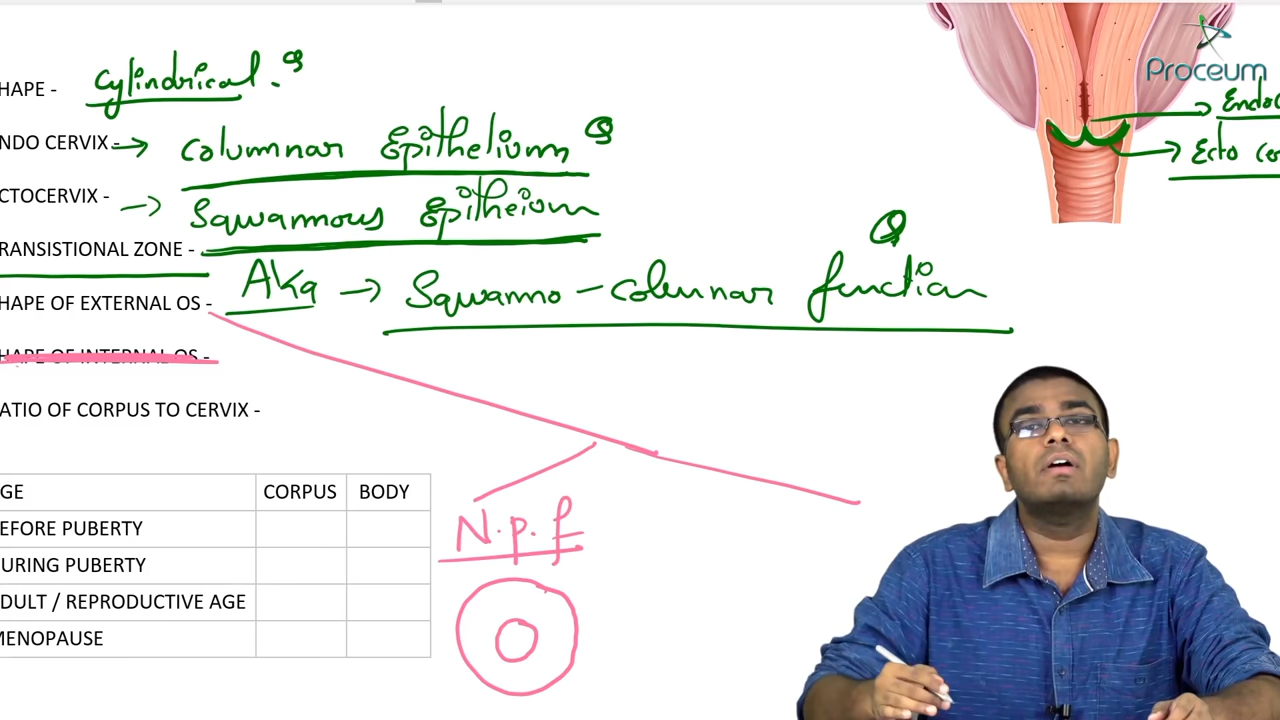 HAPE - cylindrical. Q
Proceum
NDO CERVIX - → columnar Epithelium Q
→ Endo
CTOCERVIX - → Squamous Epitheium
→ Ecto ce
RANSISTIONAL ZONE -
Q
AKa → Squamo-columnar function
HAPE OF EXTERNAL OS -
HAPE OF INTERNAL OS -
ATIO OF CORPUS TO CERVIX -
GE CORPUS BODY
EFORE PUBERTY
URING PUBERTY
DULT / REPRODUCTIVE AGE
MENOPAUSE
N.p.f